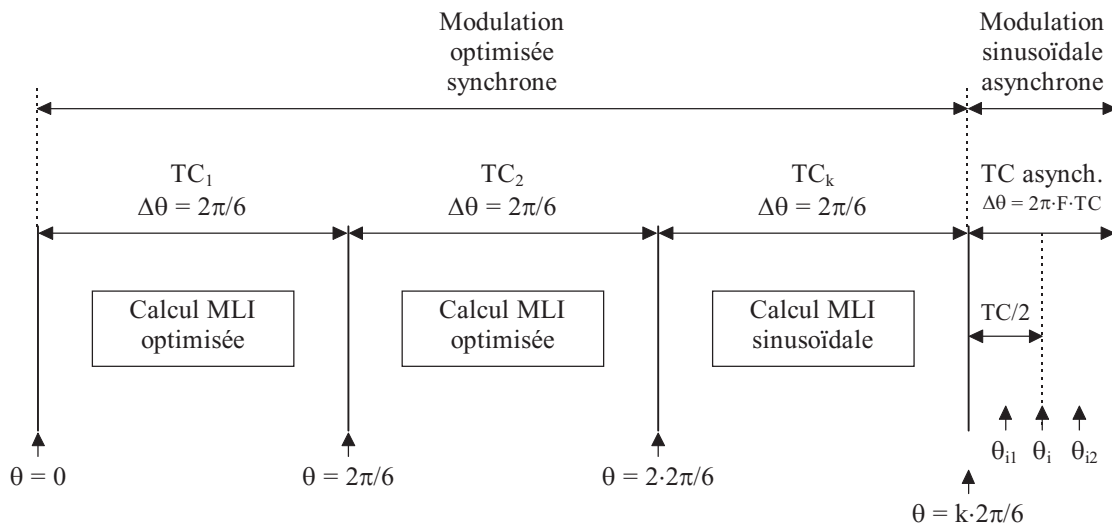 Modulation
optimisée
synchrone
Modulation
sinusoïdale
asynchrone
TC1
Δθ = 2π/6
TC2
Δθ = 2π/6
TCk
Δθ = 2π/6
TC asynch.
Δθ = 2π·F·TC
Calcul MLI
optimisée
Calcul MLI
optimisée
Calcul MLI
sinusoïdale
TC/2
θi1
θi
θi2
θ = 0
θ = 2π/6
θ = 2·2π/6
θ = k·2π/6